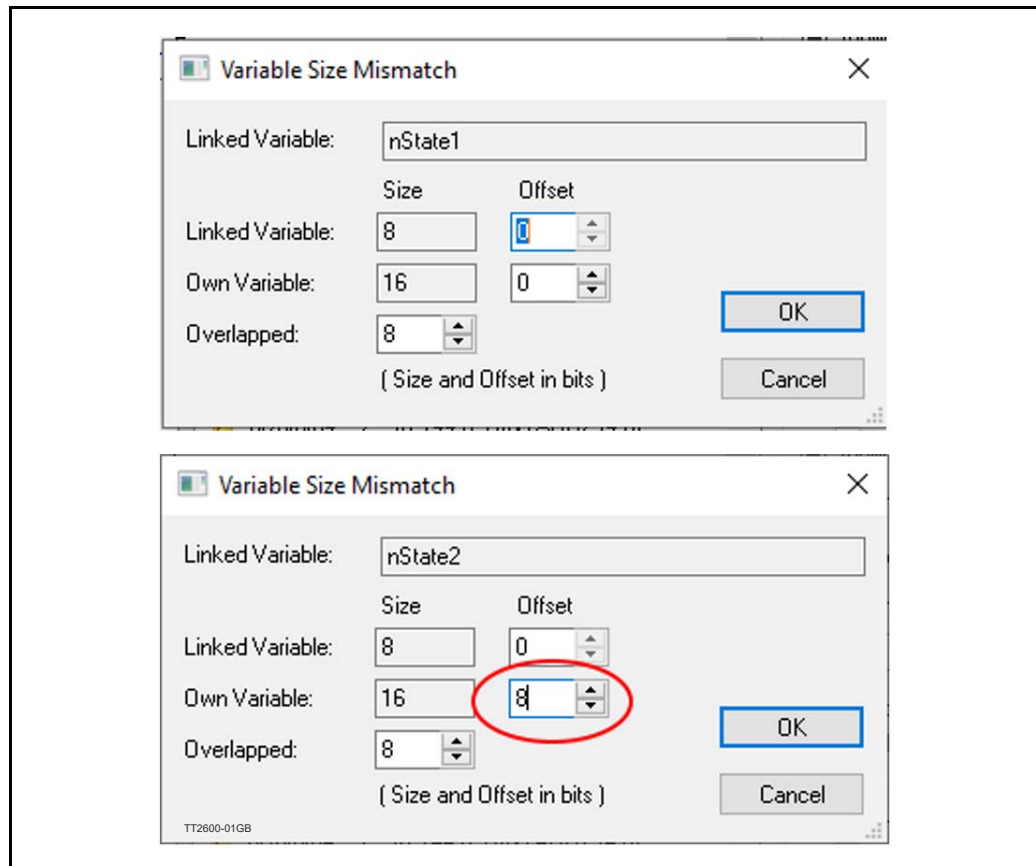 Variable Size Mismatch
Linked Variable: nState1
Size Offset
Linked Variable: 8 0
Own Variable: 16 0
Overlapped: 8
OK
( Size and Offset in bits )
Cancel
Variable Size Mismatch
Linked Variable: nState2
Size Offset
Linked Variable: 8 0
Own Variable: 16 8
Overlapped: 8
OK
( Size and Offset in bits )
Cancel
TT2600-01GB